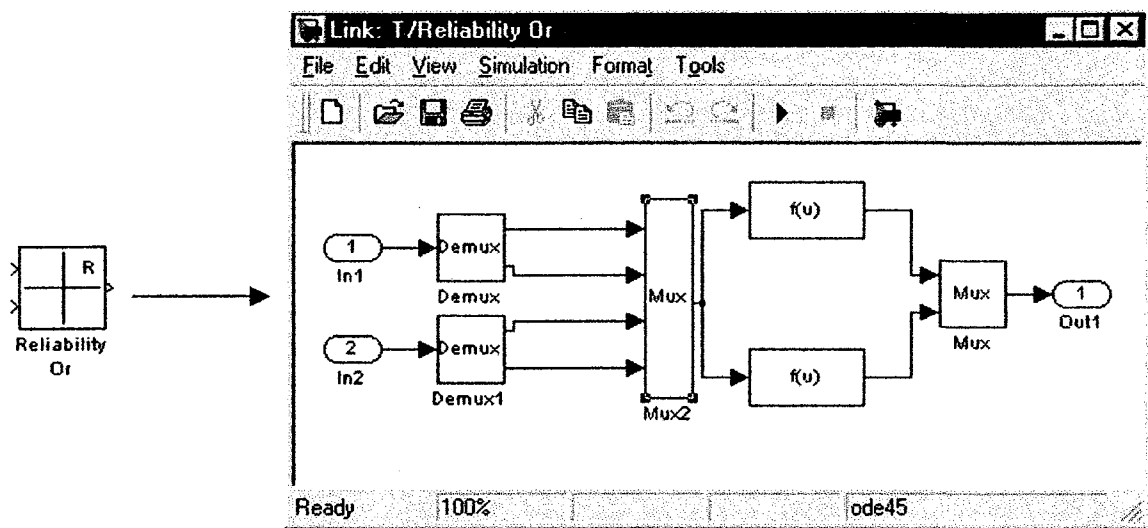 Link: T/Reliability Or
File Edit View Simulation Format Tools
R
Reliability
Or
1
In1
Demux
Demux
2
In2
Demux
Demux1
Mux
Mux2
f(u)
f(u)
Mux
Mux
1
Out1
Ready 100% ode45